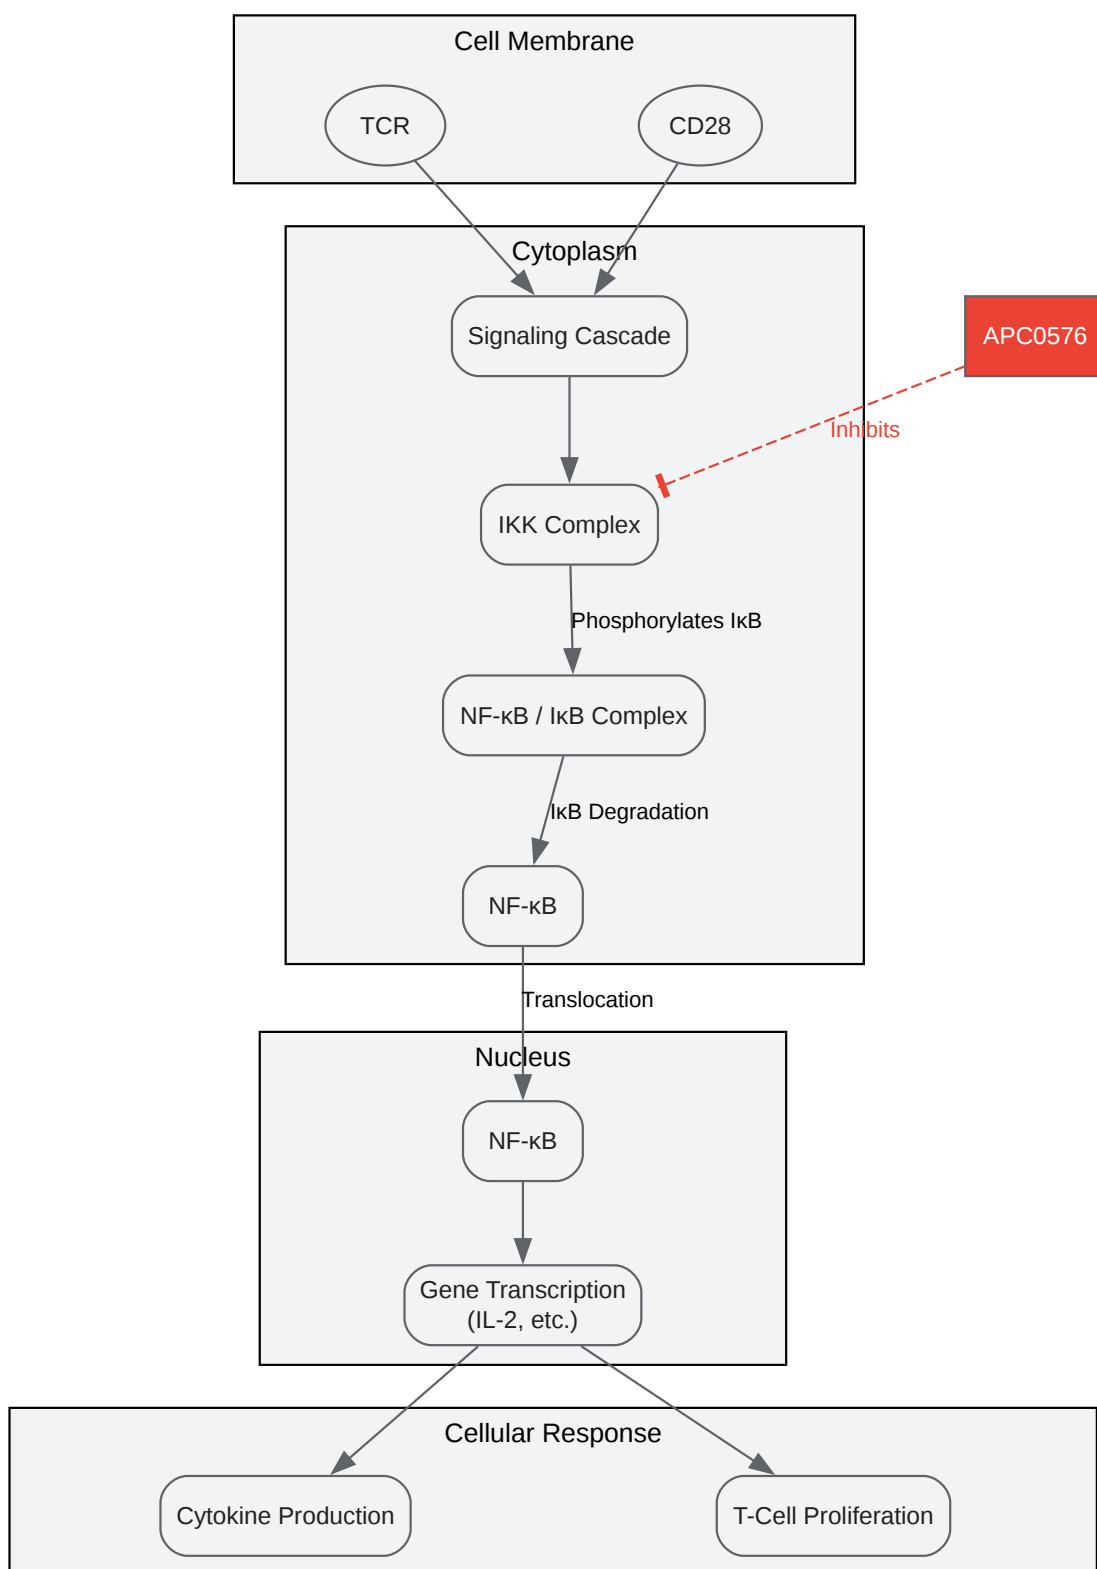 Cell Membrane
TCR
CD28
Cytoplasm
Signaling Cascade
APC0576
Inhibits
IKK Complex
Phosphorylates IκB
NF-κB / IκB Complex
IκB Degradation
NF-κB
Translocation
Nucleus
NF-κB
Gene Transcription
(IL-2, etc.)
Cellular Response
Cytokine Production
T-Cell Proliferation